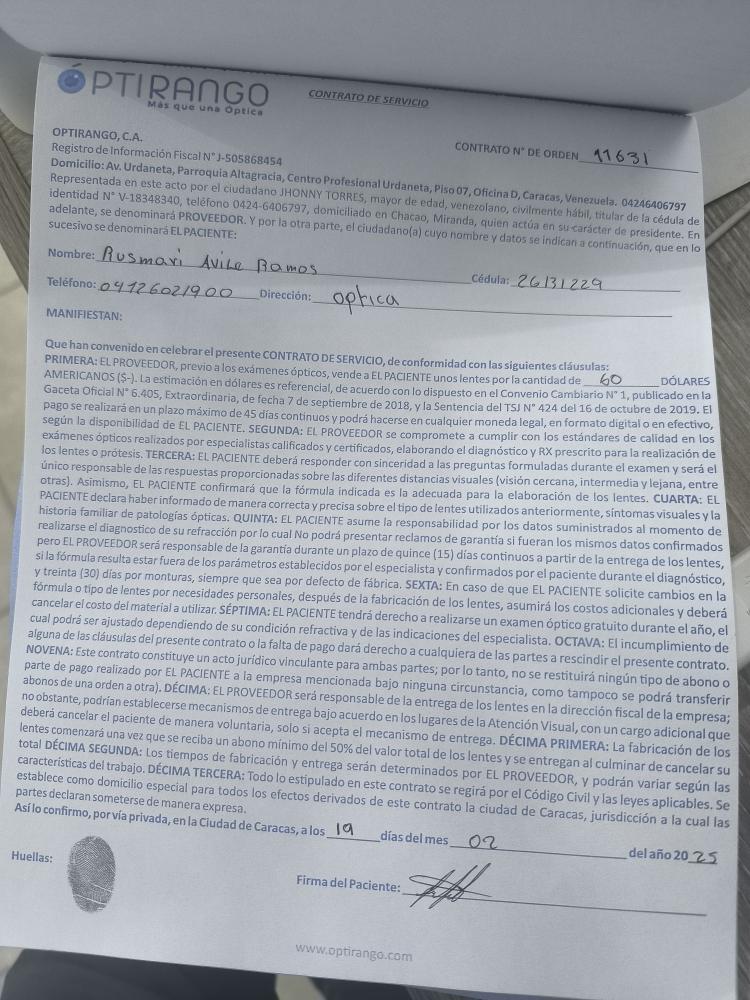 ÓPTIRANGO
Más que una Óptica
CONTRATO DE SERVICIO
OPTIRANGO, C.A.
CONTRATO N° DE ORDEN 11631
Registro de Información Fiscal N° J-505868454
Domicilio: Av. Urdaneta, Parroquia Altagracia, Centro Profesional Urdaneta, Piso 07, Oficina D, Caracas, Venezuela. 04246406797
Representada en este acto por el ciudadano JHONNY TORRES, mayor de edad, venezolano, civilmente hábil, titular de la cédula de
identidad N° V-18348340, teléfono 0424-6406797, domiciliado en Chacao, Miranda, quien actúa en su carácter de presidente. En
adelante, se denominará PROVEEDOR. Y por la otra parte, el ciudadano(a) cuyo nombre y datos se indican a continuación, que en lo
sucesivo se denominará EL PACIENTE:
Nombre: Rusmari Avile Ramos Cédula: 26131229
Teléfono: 04126021900 Dirección: optica
MANIFIESTAN:
Que han convenido en celebrar el presente CONTRATO DE SERVICIO, de conformidad con las siguientes cláusulas:
PRIMERA: EL PROVEEDOR, previo a los exámenes ópticos, vende a EL PACIENTE unos lentes por la cantidad de 60 DÓLARES
AMERICANOS ($-). La estimación en dólares es referencial, de acuerdo con lo dispuesto en el Convenio Cambiario N° 1, publicado en la
Gaceta Oficial N° 6.405, Extraordinaria, de fecha 7 de septiembre de 2018, y la Sentencia del TSJ N° 424 del 16 de octubre de 2019. El
pago se realizará en un plazo máximo de 45 días continuos y podrá hacerse en cualquier moneda legal, en formato digital o en efectivo,
según la disponibilidad de EL PACIENTE. SEGUNDA: EL PROVEEDOR se compromete a cumplir con los estándares de calidad en los
exámenes ópticos realizados por especialistas calificados y certificados, elaborando el diagnóstico y RX prescrito para la realización de
los lentes o prótesis. TERCERA: EL PACIENTE deberá responder con sinceridad a las preguntas formuladas durante el examen y será el
único responsable de las respuestas proporcionadas sobre las diferentes distancias visuales (visión cercana, intermedia y lejana, entre
otras). Asimismo, EL PACIENTE confirmará que la fórmula indicada es la adecuada para la elaboración de los lentes. CUARTA: EL
PACIENTE declara haber informado de manera correcta y precisa sobre el tipo de lentes utilizados anteriormente, síntomas visuales y la
historia familiar de patologías ópticas. QUINTA: EL PACIENTE asume la responsabilidad por los datos suministrados al momento de
realizarse el diagnostico de su refracción por lo cual No podrá presentar reclamos de garantía si fueran los mismos datos confirmados
pero EL PROVEEDOR será responsable de la garantía durante un plazo de quince (15) días continuos a partir de la entrega de los lentes,
si la fórmula resulta estar fuera de los parámetros establecidos por el especialista y confirmados por el paciente durante el diagnóstico,
y treinta (30) días por monturas, siempre que sea por defecto de fábrica. SEXTA: En caso de que EL PACIENTE solicite cambios en la
fórmula o tipo de lentes por necesidades personales, después de la fabricación de los lentes, asumirá los costos adicionales y deberá
cancelar el costo del material a utilizar. SÉPTIMA: EL PACIENTE tendrá derecho a realizarse un examen óptico gratuito durante el año, el
cual podrá ser ajustado dependiendo de su condición refractiva y de las indicaciones del especialista. OCTAVA: El incumplimiento de
alguna de las cláusulas del presente contrato o la falta de pago dará derecho a cualquiera de las partes a rescindir el presente contrato.
NOVENA: Este contrato constituye un acto jurídico vinculante para ambas partes; por lo tanto, no se restituirá ningún tipo de abono o
parte de pago realizado por EL PACIENTE a la empresa mencionada bajo ninguna circunstancia, como tampoco se podrá transferir
abonos de una orden a otra). DÉCIMA: EL PROVEEDOR será responsable de la entrega de los lentes en la dirección fiscal de la empresa;
no obstante, podrían establecerse mecanismos de entrega bajo acuerdo en los lugares de la Atención Visual, con un cargo adicional que
deberá cancelar el paciente de manera voluntaria, solo si acepta el mecanismo de entrega. DÉCIMA PRIMERA: La fabricación de los
lentes comenzará una vez que se reciba un abono mínimo del 50% del valor total de los lentes y se entregan al culminar de cancelar su
total DÉCIMA SEGUNDA: Los tiempos de fabricación y entrega serán determinados por EL PROVEEDOR, y podrán variar según las
características del trabajo. DÉCIMA TERCERA: Todo lo estipulado en este contrato se regirá por el Código Civil y las leyes aplicables. Se
establece como domicilio especial para todos los efectos derivados de este contrato la ciudad de Caracas, jurisdicción a la cual las
partes declaran someterse de manera expresa.
Así lo confirmo, por vía privada, en la Ciudad de Caracas, a los 19 días del mes 02 del año 20 25
Huellas:
Firma del Paciente:
www.optirango.com